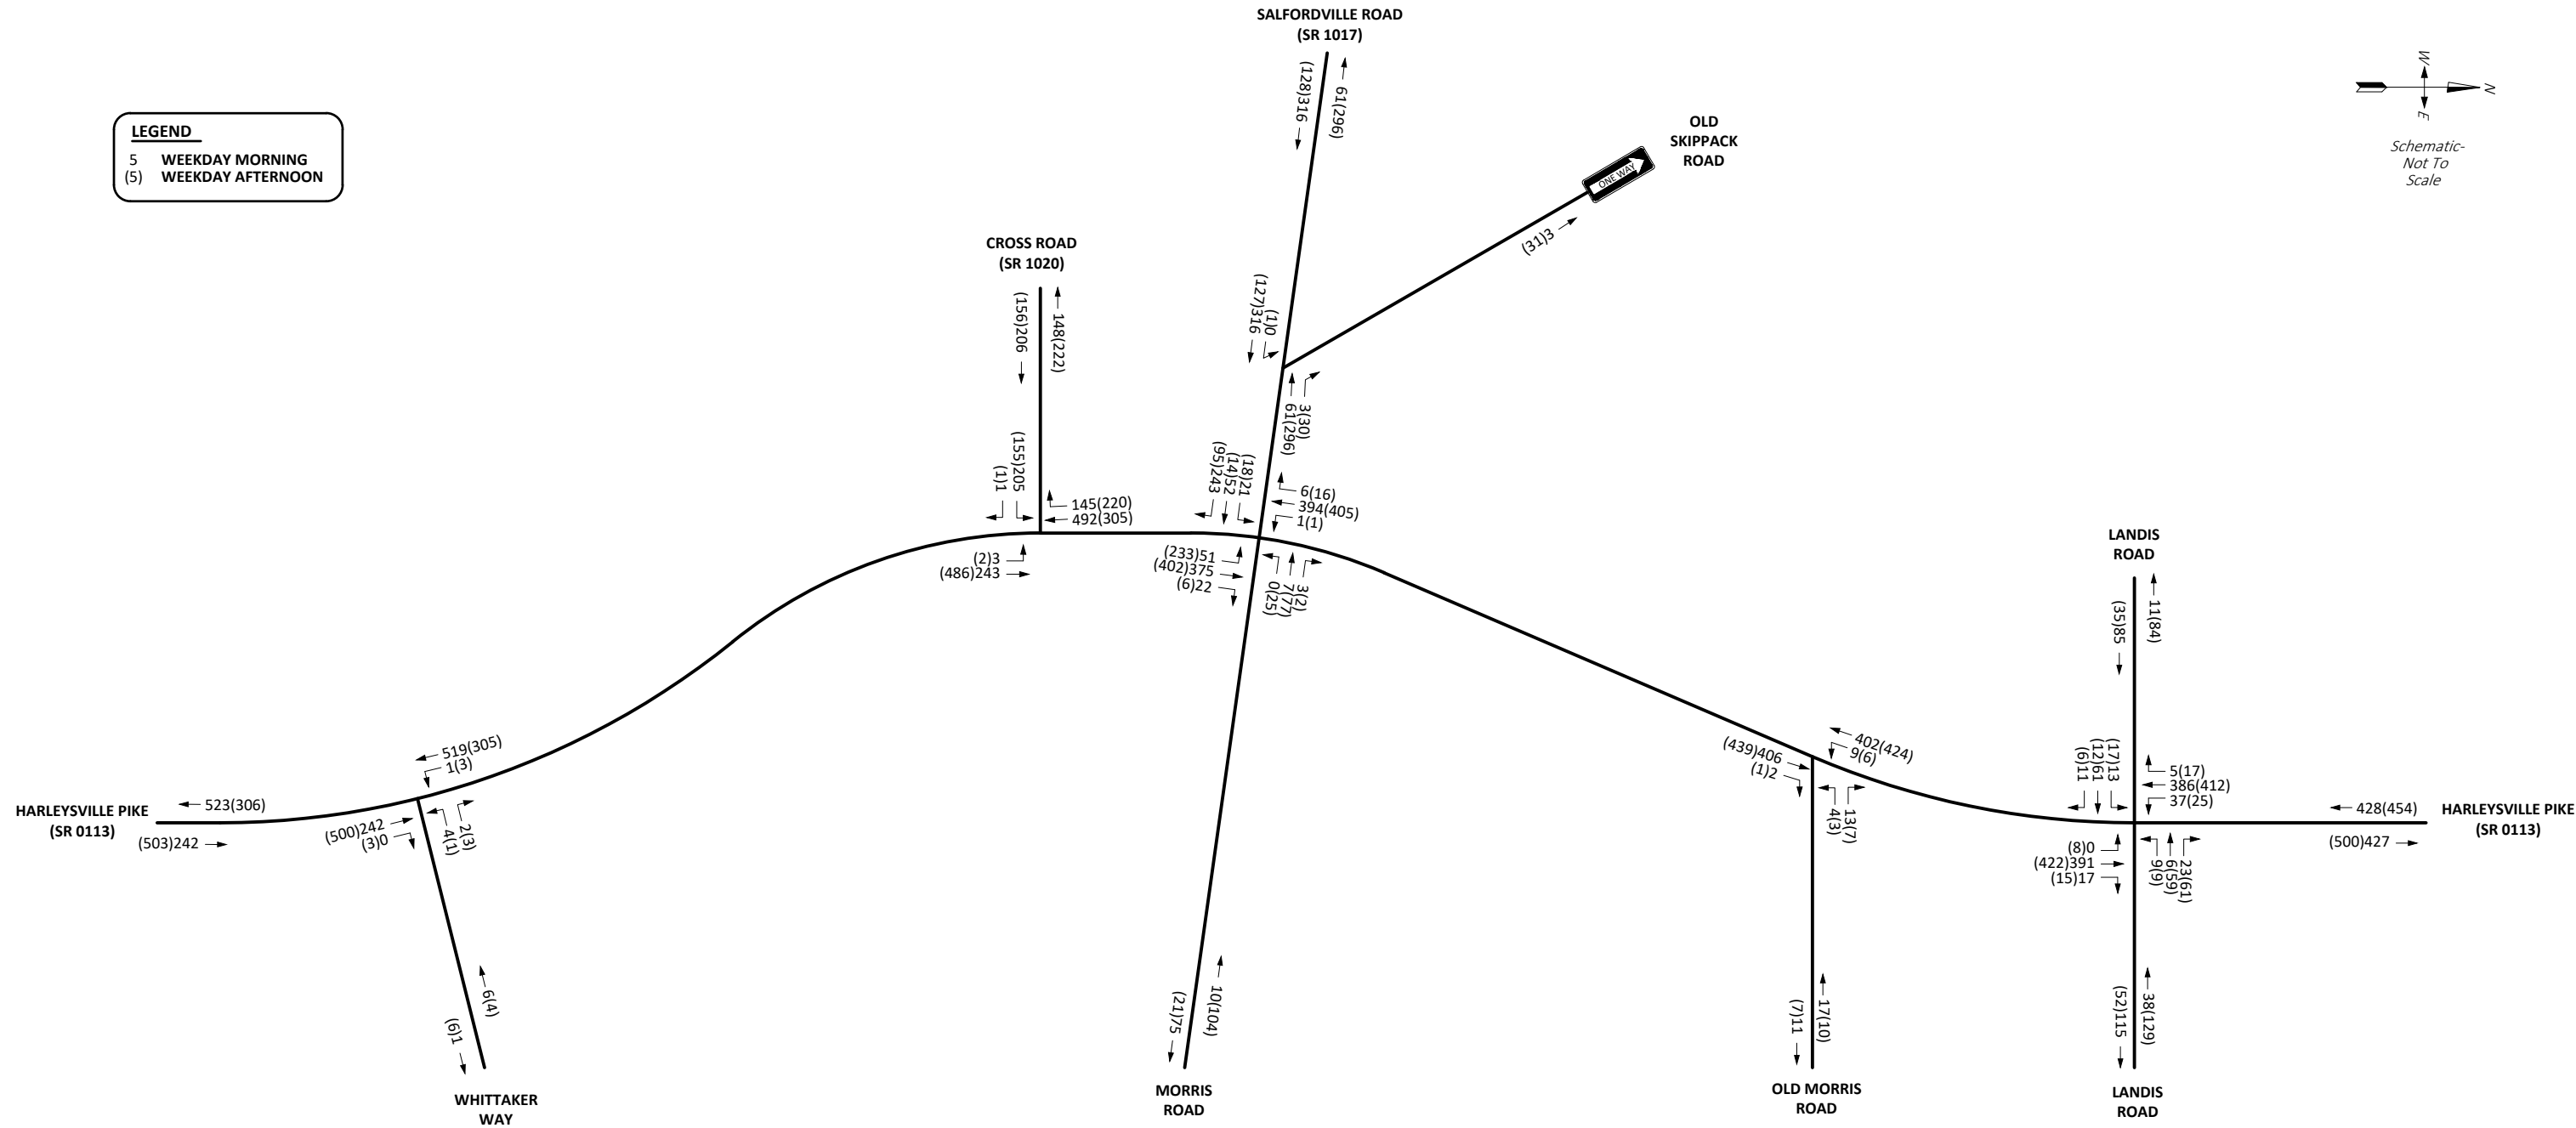 SALFORDVILLE ROAD
(SR 1017)
(128)316
61(296)
LEGEND
5 WEEKDAY MORNING
(5) WEEKDAY AFTERNOON
W
N
E
Schematic-
Not To
Scale
OLD
SKIPPACK
ROAD
ONE WAY
(31)3
CROSS ROAD
(SR 1020)
(156)206
148(222)
(155)205
(1)1
145(220)
492(305)
(2)3
(486)243
(127)316
(1)0
3(30)
61(296)
(18)21
(14)52
(95)243
6(16)
394(405)
1(1)
(233)51
(402)375
(6)22
0(25)
7(77)
3(2)
LANDIS
ROAD
(35)85
11(84)
519(305)
1(3)
HARLEYSVILLE PIKE
(SR 0113)
523(306)
(503)242
(500)242
(3)0
4(1)
2(3)
(439)406
(1)2
402(424)
9(6)
4(3)
13(7)
(17)13
(12)61
(6)11
5(17)
386(412)
37(25)
(8)0
(422)391
(15)17
9(9)
6(59)
23(61)
428(454)
(500)427
HARLEYSVILLE PIKE
(SR 0113)
6(4)
(6)1
WHITTAKER
WAY
(21)75
10(104)
MORRIS
ROAD
(7)11
17(10)
OLD MORRIS
ROAD
(52)115
38(129)
LANDIS
ROAD